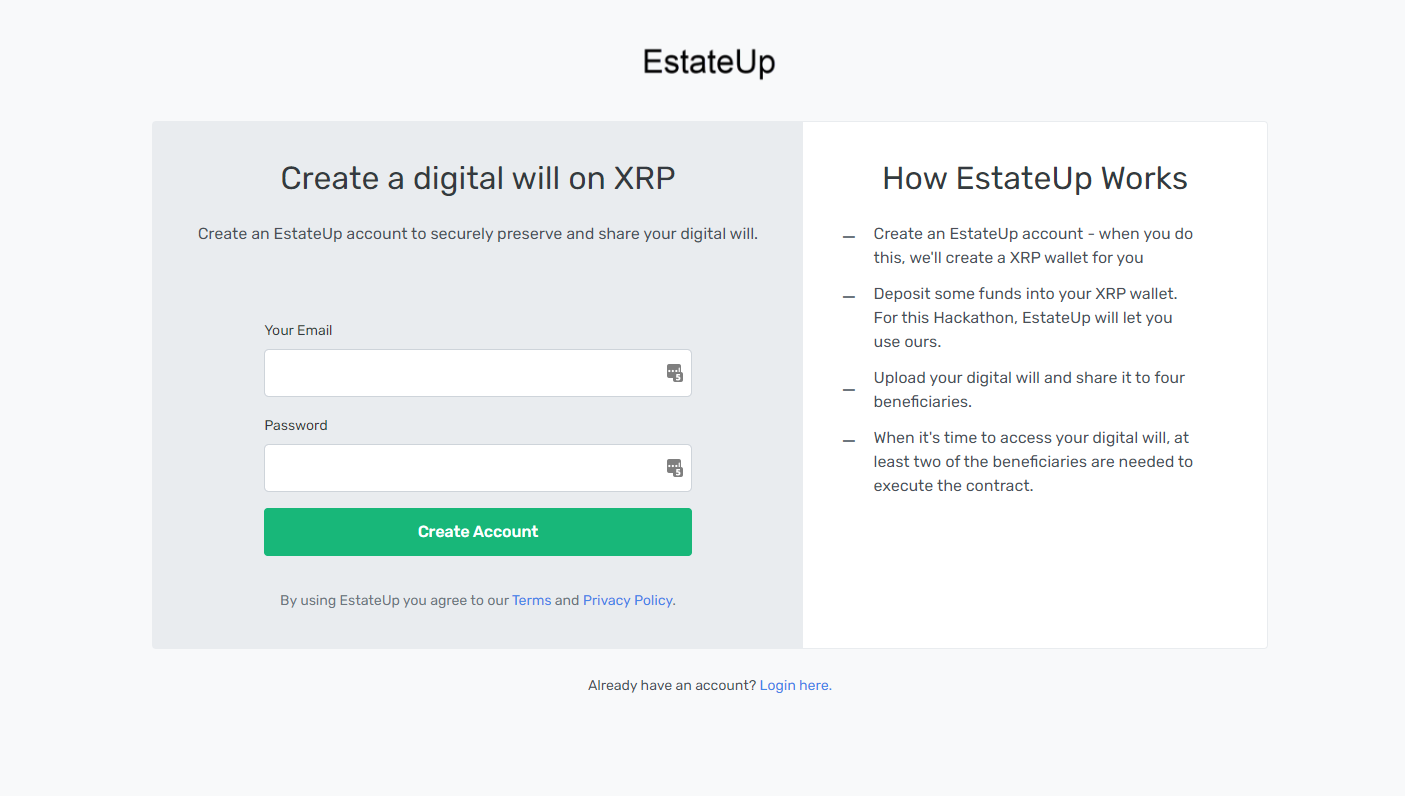 EstateUp
Create a digital will on XRP
Create an EstateUp account to securely preserve and share your digital will.
Your Email
Password
Create Account
By using EstateUp you agree to our Terms and Privacy Policy.
How EstateUp Works
Create an EstateUp account - when you do
this, we'll create a XRP wallet for you
Deposit some funds into your XRP wallet.
For this Hackathon, EstateUp will let you
use ours.
Upload your digital will and share it to four
beneficiaries.
When it's time to access your digital will, at
least two of the beneficiaries are needed to
execute the contract.
Already have an account? Login here.